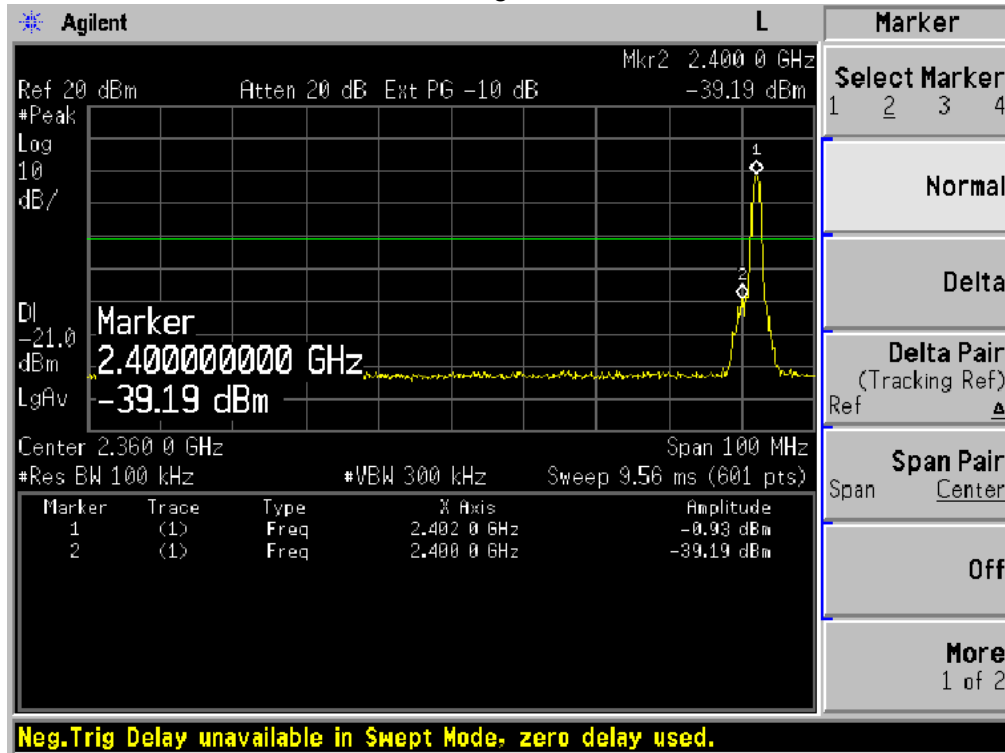 Agilent L Marker
Mkr2 2.400 0 GHz
Ref 20 dBm Atten 20 dB Ext PG -10 dB -39.19 dBm
#Peak
Log
10
dB/
1
2
DI
-21.0
dBm
LgAv
Marker
2.400000000 GHz
-39.19 dBm
Center 2.360 0 GHz Span 100 MHz
#Res BW 100 kHz #VBW 300 kHz Sweep 9.56 ms (601 pts)
Marker Trace Type X Axis Amplitude
1 (1) Freq 2.402 0 GHz -0.93 dBm
2 (1) Freq 2.400 0 GHz -39.19 dBm
Select Marker
1 2 3 4
Normal
Delta
Delta Pair
(Tracking Ref)
Ref Δ
Span Pair
Span Center
Off
More
1 of 2
Neg.Trig Delay unavailable in Swept Mode, zero delay used.